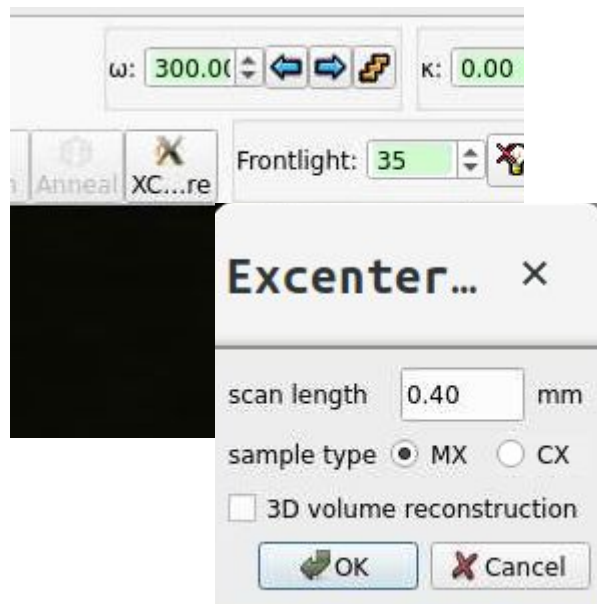 ω: 300.0( κ: 0.00
Anneal XC...re Frontlight: 35
Excenter... ×
scan length 0.40 mm
sample type MX CX
3D volume reconstruction
OK Cancel